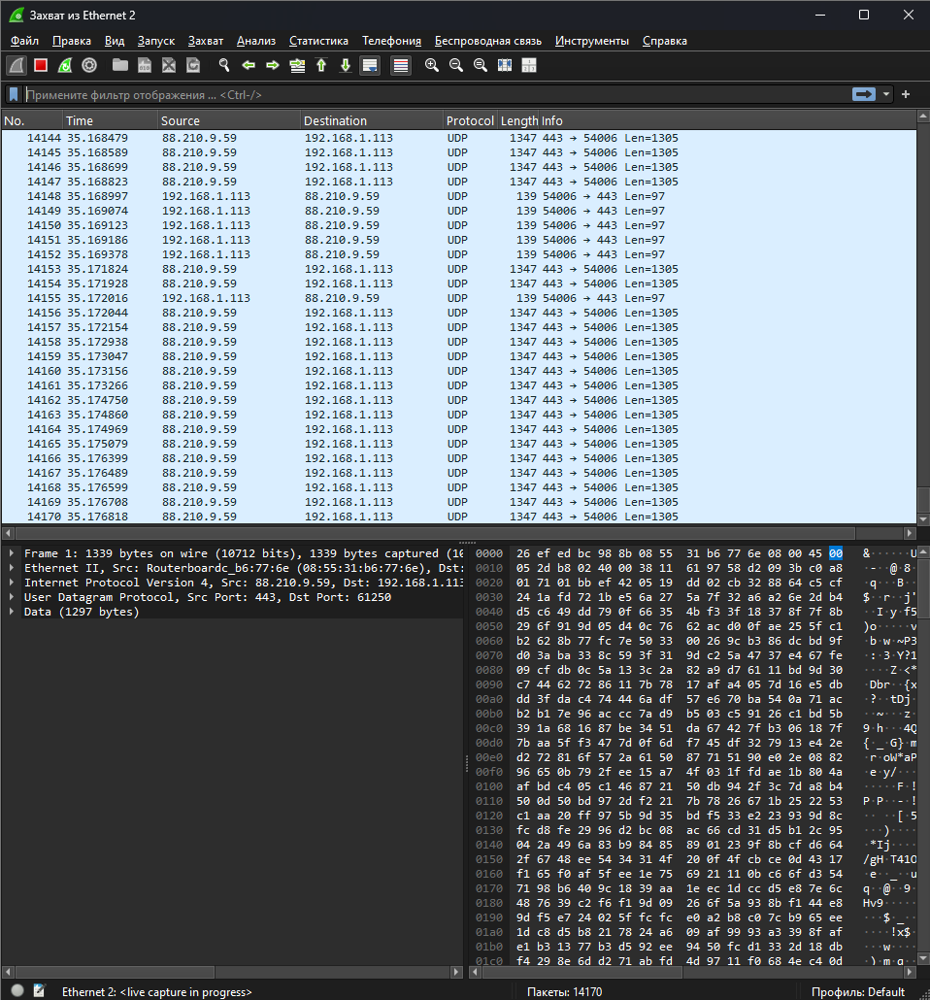 Захват из Ethernet 2
Файл Правка Вид Запуск Захват Анализ Статистика Телефония Беспроводная связь Инструменты Справка
Примените фильтр отображения ... <Ctrl-/>
No. Time Source Destination Protocol Length Info
14144 35.168479 88.210.9.59 192.168.1.113 UDP 1347 443 → 54006 Len=1305
14145 35.168589 88.210.9.59 192.168.1.113 UDP 1347 443 → 54006 Len=1305
14146 35.168699 88.210.9.59 192.168.1.113 UDP 1347 443 → 54006 Len=1305
14147 35.168823 88.210.9.59 192.168.1.113 UDP 1347 443 → 54006 Len=1305
14148 35.168997 192.168.1.113 88.210.9.59 UDP 139 54006 → 443 Len=97
14149 35.169074 192.168.1.113 88.210.9.59 UDP 139 54006 → 443 Len=97
14150 35.169123 192.168.1.113 88.210.9.59 UDP 139 54006 → 443 Len=97
14151 35.169186 192.168.1.113 88.210.9.59 UDP 139 54006 → 443 Len=97
14152 35.169378 192.168.1.113 88.210.9.59 UDP 139 54006 → 443 Len=97
14153 35.171824 88.210.9.59 192.168.1.113 UDP 1347 443 → 54006 Len=1305
14154 35.171928 88.210.9.59 192.168.1.113 UDP 1347 443 → 54006 Len=1305
14155 35.172016 192.168.1.113 88.210.9.59 UDP 139 54006 → 443 Len=97
14156 35.172044 88.210.9.59 192.168.1.113 UDP 1347 443 → 54006 Len=1305
14157 35.172154 88.210.9.59 192.168.1.113 UDP 1347 443 → 54006 Len=1305
14158 35.172938 88.210.9.59 192.168.1.113 UDP 1347 443 → 54006 Len=1305
14159 35.173047 88.210.9.59 192.168.1.113 UDP 1347 443 → 54006 Len=1305
14160 35.173156 88.210.9.59 192.168.1.113 UDP 1347 443 → 54006 Len=1305
14161 35.173266 88.210.9.59 192.168.1.113 UDP 1347 443 → 54006 Len=1305
14162 35.174750 88.210.9.59 192.168.1.113 UDP 1347 443 → 54006 Len=1305
14163 35.174860 88.210.9.59 192.168.1.113 UDP 1347 443 → 54006 Len=1305
14164 35.174969 88.210.9.59 192.168.1.113 UDP 1347 443 → 54006 Len=1305
14165 35.175079 88.210.9.59 192.168.1.113 UDP 1347 443 → 54006 Len=1305
14166 35.176399 88.210.9.59 192.168.1.113 UDP 1347 443 → 54006 Len=1305
14167 35.176489 88.210.9.59 192.168.1.113 UDP 1347 443 → 54006 Len=1305
14168 35.176599 88.210.9.59 192.168.1.113 UDP 1347 443 → 54006 Len=1305
14169 35.176708 88.210.9.59 192.168.1.113 UDP 1347 443 → 54006 Len=1305
14170 35.176818 88.210.9.59 192.168.1.113 UDP 1347 443 → 54006 Len=1305
Frame 1: 1339 bytes on wire (10712 bits), 1339 bytes captured (10
Ethernet II, Src: Routerboardc_b6:77:6e (08:55:31:b6:77:6e), Dst:
Internet Protocol Version 4, Src: 88.210.9.59, Dst: 192.168.1.113
User Datagram Protocol, Src Port: 443, Dst Port: 61250
Data (1297 bytes)
0000 26 ef ed bc 98 8b 08 55 31 b6 77 6e 08 00 45 00
0010 05 2d b8 02 40 00 38 11 61 97 58 d2 09 3b c0 a8
0020 01 71 01 bb ef 42 05 19 dd 02 cb 32 88 64 c5 cf
0030 24 1a fd 72 1b e5 6a 27 5a 7f 32 a6 a2 6e 2d b4
0040 d5 c6 49 dd 79 0f 66 35 4b f3 3f 18 37 8f 7f 8b
0050 29 6f 91 9d 05 d4 0c 76 62 ac d0 0f ae 25 5f c1
0060 b2 62 8b 77 fc 7e 50 33 00 26 9c b3 86 dc bd 9f
0070 d0 3a ba 33 8c 59 3f 31 9d c2 5a 47 37 e4 67 fe
0080 09 cf db 0c 5a 13 3c 2a 82 a9 d7 61 11 bd 9d 30
0090 c7 44 62 72 86 11 7b 78 17 af a4 05 7d 16 e5 db
00a0 dd 3f da c4 74 44 6a df 57 e6 70 ba 54 0a 71 ac
00b0 b2 b1 7e 96 ac cc 7a d9 b5 03 c5 91 26 c1 bd 5b
00c0 39 1a 68 16 87 be 34 51 da 67 42 7f b3 06 18 7f
00d0 7b aa 5f f3 47 7d 0f 6d f7 45 df 32 79 13 e4 2e
00e0 d2 72 81 6f 57 2a 61 50 87 71 51 90 e0 2e 08 82
00f0 96 65 0b 79 2f ee 15 a7 4f 03 1f fd ae 1b 80 4a
0100 af bd c4 05 c1 46 87 21 50 db 94 2f 3c 7d a8 b4
0110 50 0d 50 bd 97 2d f2 21 7b 78 26 67 1b 25 22 53
0120 c1 aa 20 ff 97 5b 9d 35 bd f5 33 e2 23 93 9d 8c
0130 fc d8 fe 29 96 d2 bc 08 ac 66 cd 31 d5 b1 2c 95
0140 04 2a 49 6a 83 b9 84 85 89 01 23 9f 8b cf d6 64
0150 2f 67 48 ee 54 34 31 4f 20 0f 4f cb ce 0d 43 17
0160 f1 65 f0 af 5f ee 1e 75 69 21 11 0b c6 6f d3 54
0170 71 98 b6 40 9c 18 39 aa 1e ec 1d cc d5 e8 7e 6c
0180 48 76 39 c2 f6 f1 9d 09 26 6f 5a 93 8b f1 44 e8
0190 9d f5 e7 24 02 5f fc fc e0 a2 b8 c0 7c b9 65 ee
01a0 1d c8 d5 b8 21 78 24 a6 09 af 99 a3 39 8f af
01b0 e1 b3 13 77 b3 d5 92 ee 94 50 fc d1 33 2d 18 db
Ethernet 2: <live capture in progress> Пакеты: 14170 Профиль: Default